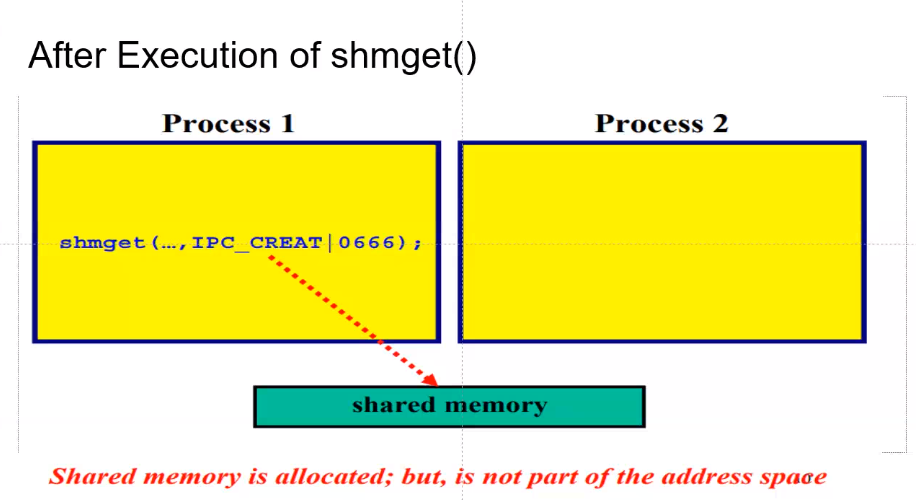 After Execution of shmget()
Process 1
Process 2
shmget(…,IPC_CREAT|0666);
shared memory
Shared memory is allocated; but, is not part of the address space